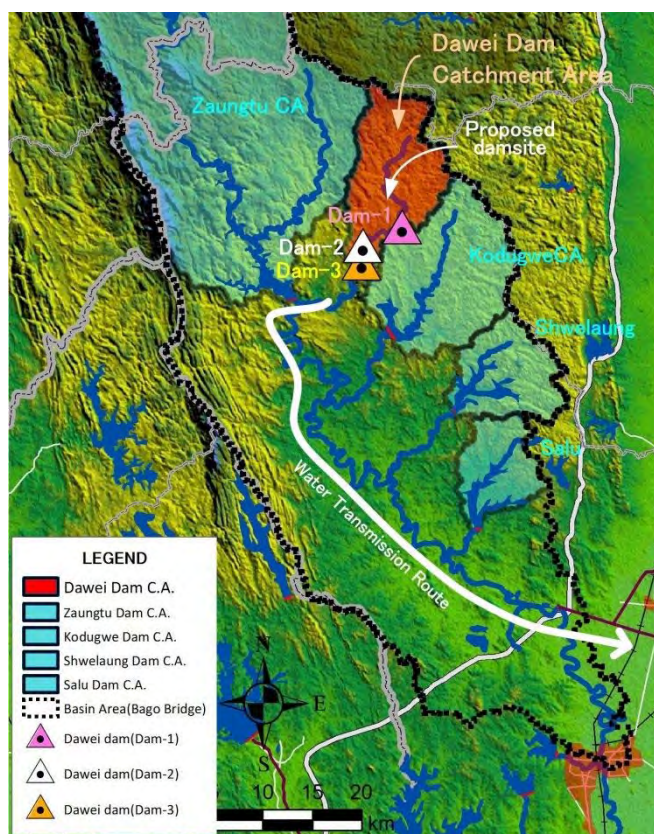 Dawei Dam
Catchment Area
Zaungtu CA
Proposed
damsite
Dam-1
Dam-2
Dam-3
KodugweCA
Shwelaung
Salu
Water Transmission Route
LEGEND
Dawei Dam C.A.
Zaungtu Dam C.A.
Kodugwe Dam C.A.
Shwelaung Dam C.A.
Salu Dam C.A.
Basin Area(Bago Bridge)
Dawei dam(Dam-1)
Dawei dam(Dam-2)
Dawei dam(Dam-3)
N
E
S
10 15 20
km